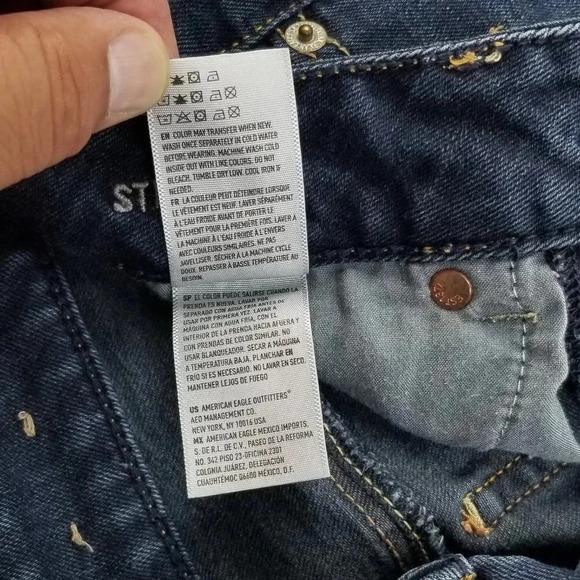 EN COLOR MAY TRANSFER WHEN NEW.
WASH ONCE SEPARATELY IN COLD WATER
BEFORE WEARING. MACHINE WASH COLD
INSIDE OUT WITH LIKE COLORS. DO NOT
BLEACH. TUMBLE DRY LOW. COOL IRON IF
NEEDED.
FR LA COULEUR PEUT DÉTEINDRE LORSQUE
LE VÊTEMENT EST NEUF. LAVER SÉPARÉMENT
À L'EAU FROIDE AVANT DE PORTER LE
VÊTEMENT POUR LA PREMIÈRE FOIS. LAVER À
LA MACHINE À L'EAU FROIDE À L'ENVERS
AVEC COULEURS SIMILAIRES. NE PAS
JAVELLISER. SÉCHER À LA MACHINE CYCLE
DOUX. REPASSER À BASSE TEMPÉRATURE AU
BESOIN.
SP EL COLOR PUEDE SALIRSE CUANDO LA
PRENDA ES NUEVA. LAVAR POR
SEPARADO CON AGUA FRÍA ANTES DE
USAR POR PRIMERA VEZ. LAVAR A
MÁQUINA CON AGUA FRÍA, CON EL
INTERIOR DE LA PRENDA HACIA AFUERA Y
CON PRENDAS DE COLOR SIMILAR. NO
USAR BLANQUEADOR. SECAR A MÁQUINA
A TEMPERATURA BAJA. PLANCHAR EN
FRÍO SI ES NECESARIO. NO LAVAR EN SECO.
MANTENER LEJOS DE FUEGO
US AMERICAN EAGLE OUTFITTERS®
AEO MANAGEMENT CO.
NEW YORK, NY 10016 USA
MX AMERICAN EAGLE MÉXICO IMPORTS,
S. DE R.L. DE C.V., PASEO DE LA REFORMA
NO. 342 PISO 23-OFICINA 2301
COLONIA JUÁREZ, DELEGACIÓN
CUAUHTÉMOC 06600 MÉXICO, D.F.
ST